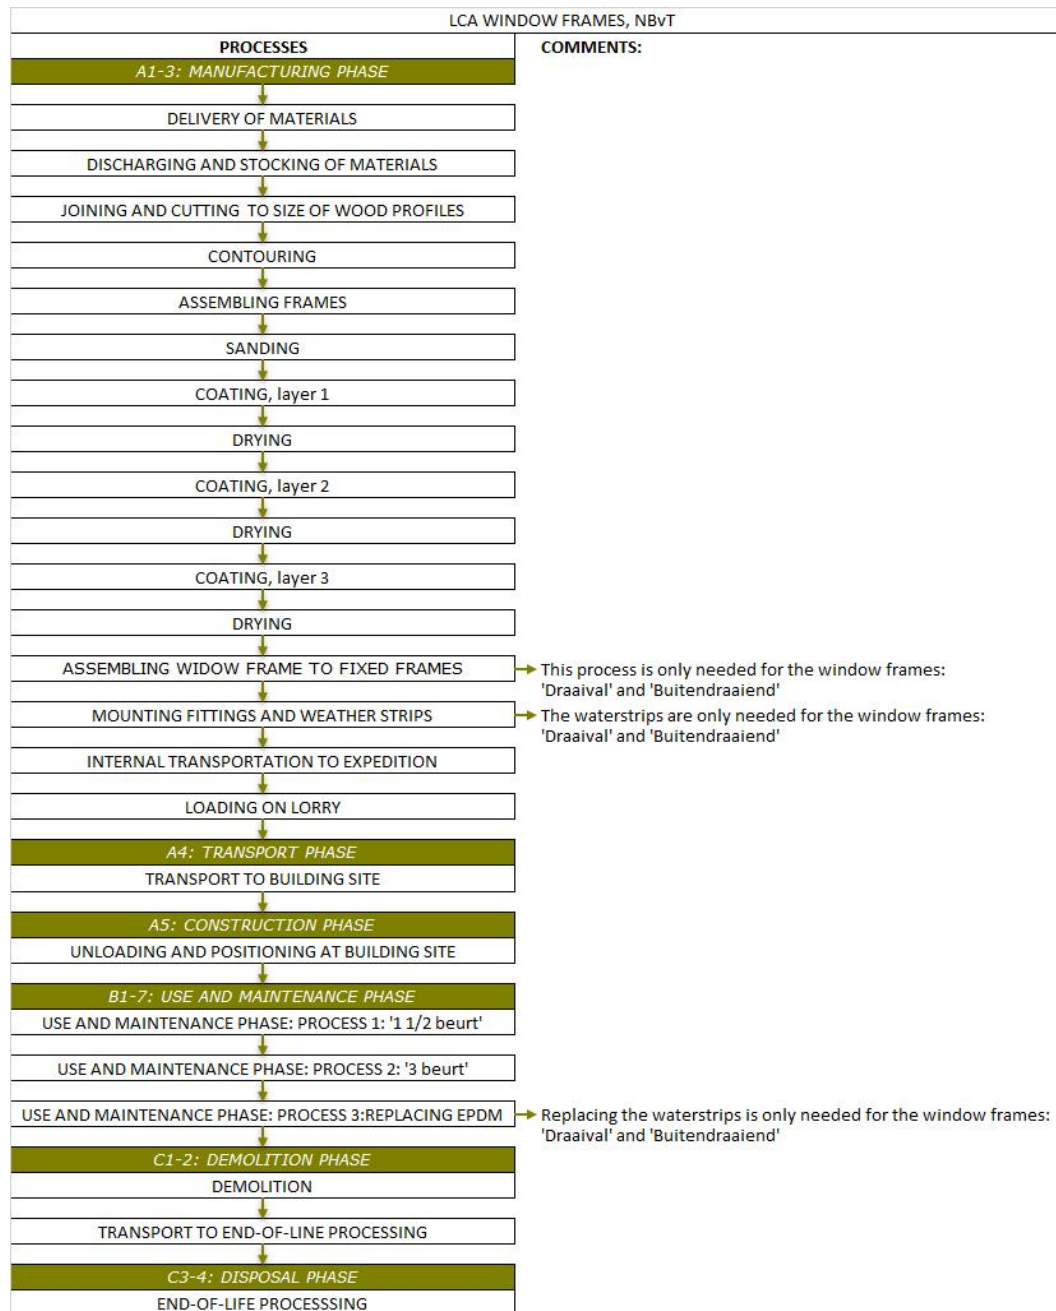 LCA WINDOW FRAMES, NBvT
PROCESSES
COMMENTS:
A1-3: MANUFACTURING PHASE
DELIVERY OF MATERIALS
DISCHARGING AND STOCKING OF MATERIALS
JOINING AND CUTTING TO SIZE OF WOOD PROFILES
CONTOURING
ASSEMBLING FRAMES
SANDING
COATING, layer 1
DRYING
COATING, layer 2
DRYING
COATING, layer 3
DRYING
ASSEMBLING WIDOW FRAME TO FIXED FRAMES
This process is only needed for the window frames:
'Draaival' and 'Buitendraaiend'
MOUNTING FITTINGS AND WEATHER STRIPS
The waterstrips are only needed for the window frames:
'Draaival' and 'Buitendraaiend'
INTERNAL TRANSPORTATION TO EXPEDITION
LOADING ON LORRY
A4: TRANSPORT PHASE
TRANSPORT TO BUILDING SITE
A5: CONSTRUCTION PHASE
UNLOADING AND POSITIONING AT BUILDING SITE
B1-7: USE AND MAINTENANCE PHASE
USE AND MAINTENANCE PHASE: PROCESS 1: '1 1/2 beurt'
USE AND MAINTENANCE PHASE: PROCESS 2: '3 beurt'
USE AND MAINTENANCE PHASE: PROCESS 3:REPLACING EPDM
Replacing the waterstrips is only needed for the window frames:
'Draaival' and 'Buitendraaiend'
C1-2: DEMOLITION PHASE
DEMOLITION
TRANSPORT TO END-OF-LINE PROCESSING
C3-4: DISPOSAL PHASE
END-OF-LIFE PROCESSSING